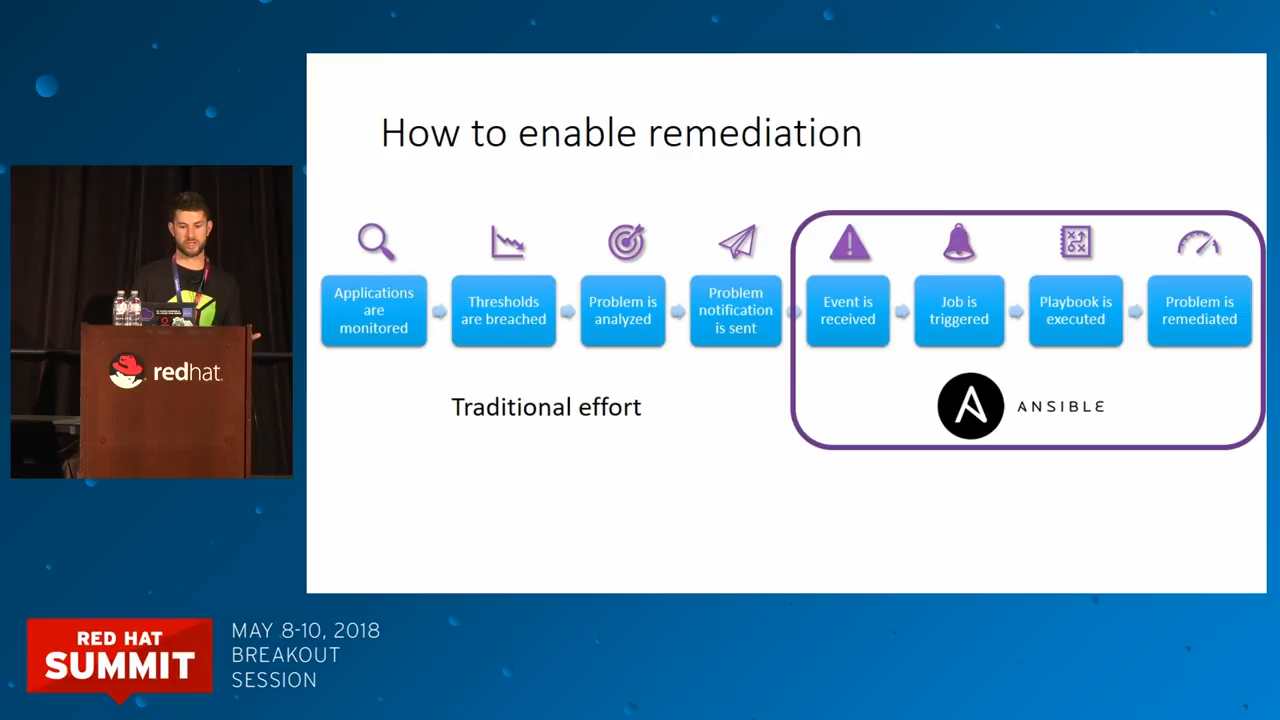 How to enable remediation
Applications
are
monitored
Thresholds
are breached
Problem is
analyzed
Problem
notification
is sent
Event is
received
Job is
triggered
Playbook is
executed
Problem is
remediated
Traditional effort
A ANSIBLE
redhat.
RED HAT
SUMMIT
MAY 8-10, 2018
BREAKOUT
SESSION